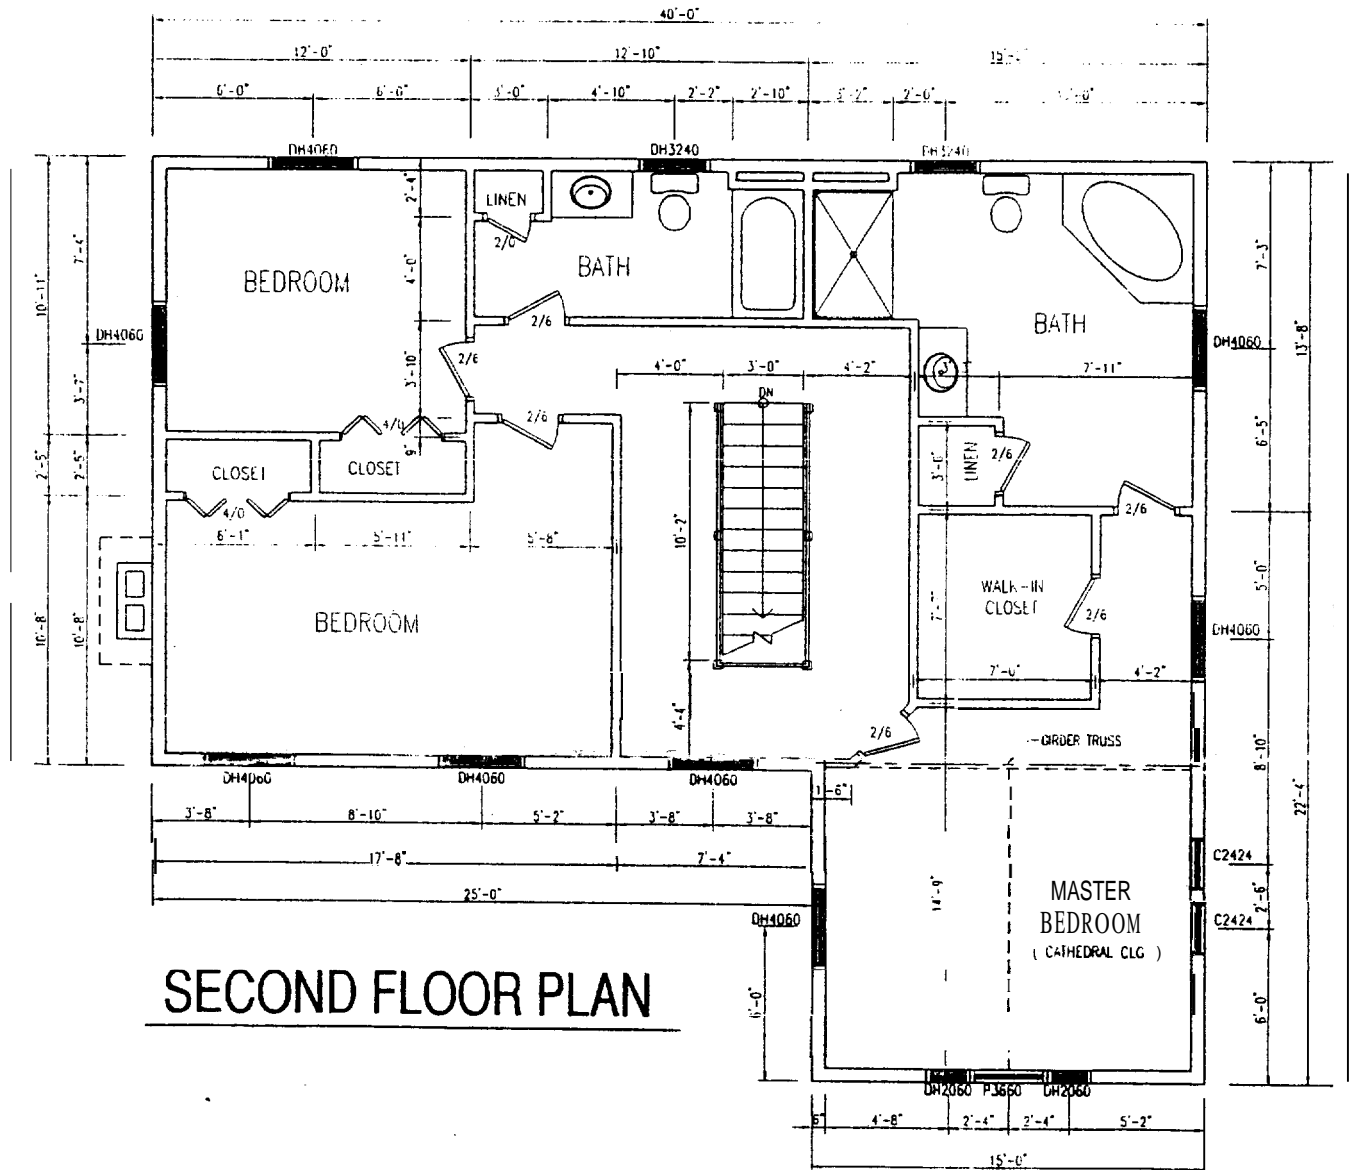 40'-0"
12'-0"
12'-10"
6'-0"
6'-0"
3'-0"
4'-10"
2'-2"
2'-10"
3'-2"
2'-0"
DH4060
DH3240
DH3240
2'-4"
LINEN
2/0
BEDROOM
BATH
4'-0"
7'-4"
10'-11"
7'-3"
DH4060
2/6
BATH
DH4060
13'-8"
2/6
3'-10"
3'-7"
4'-0"
3'-0"
4'-2"
7'-11"
DN
4/0
2/6
9"
CLOSET
CLOSET
2'-5"
2'-5"
3'-0"
LINEN
2/6
6'-5"
4/0
2/6
6'-1"
5'-11"
5'-8"
10'-2"
5'-0"
WALK-IN
CLOSET
2/6
7'-7"
BEDROOM
10'-8"
10'-8"
DH4060
7'-0"
4'-2"
4'-4"
2/6
GIRDER TRUSS
8'-10"
DH4060
DH4060
DH4060
1'-6"
22'-4"
3'-8"
8'-10"
5'-2"
3'-8"
3'-8"
17'-8"
7'-4"
25'-0"
C2424
14'-9"
MASTER
BEDROOM
( CATHEDRAL CLG )
2'-6"
C2424
DH4060
SECOND FLOOR PLAN
6'-0"
6'-0"
DH2060
P3660
DH2060
6"
4'-8"
2'-4"
2'-4"
5'-2"
15'-0"